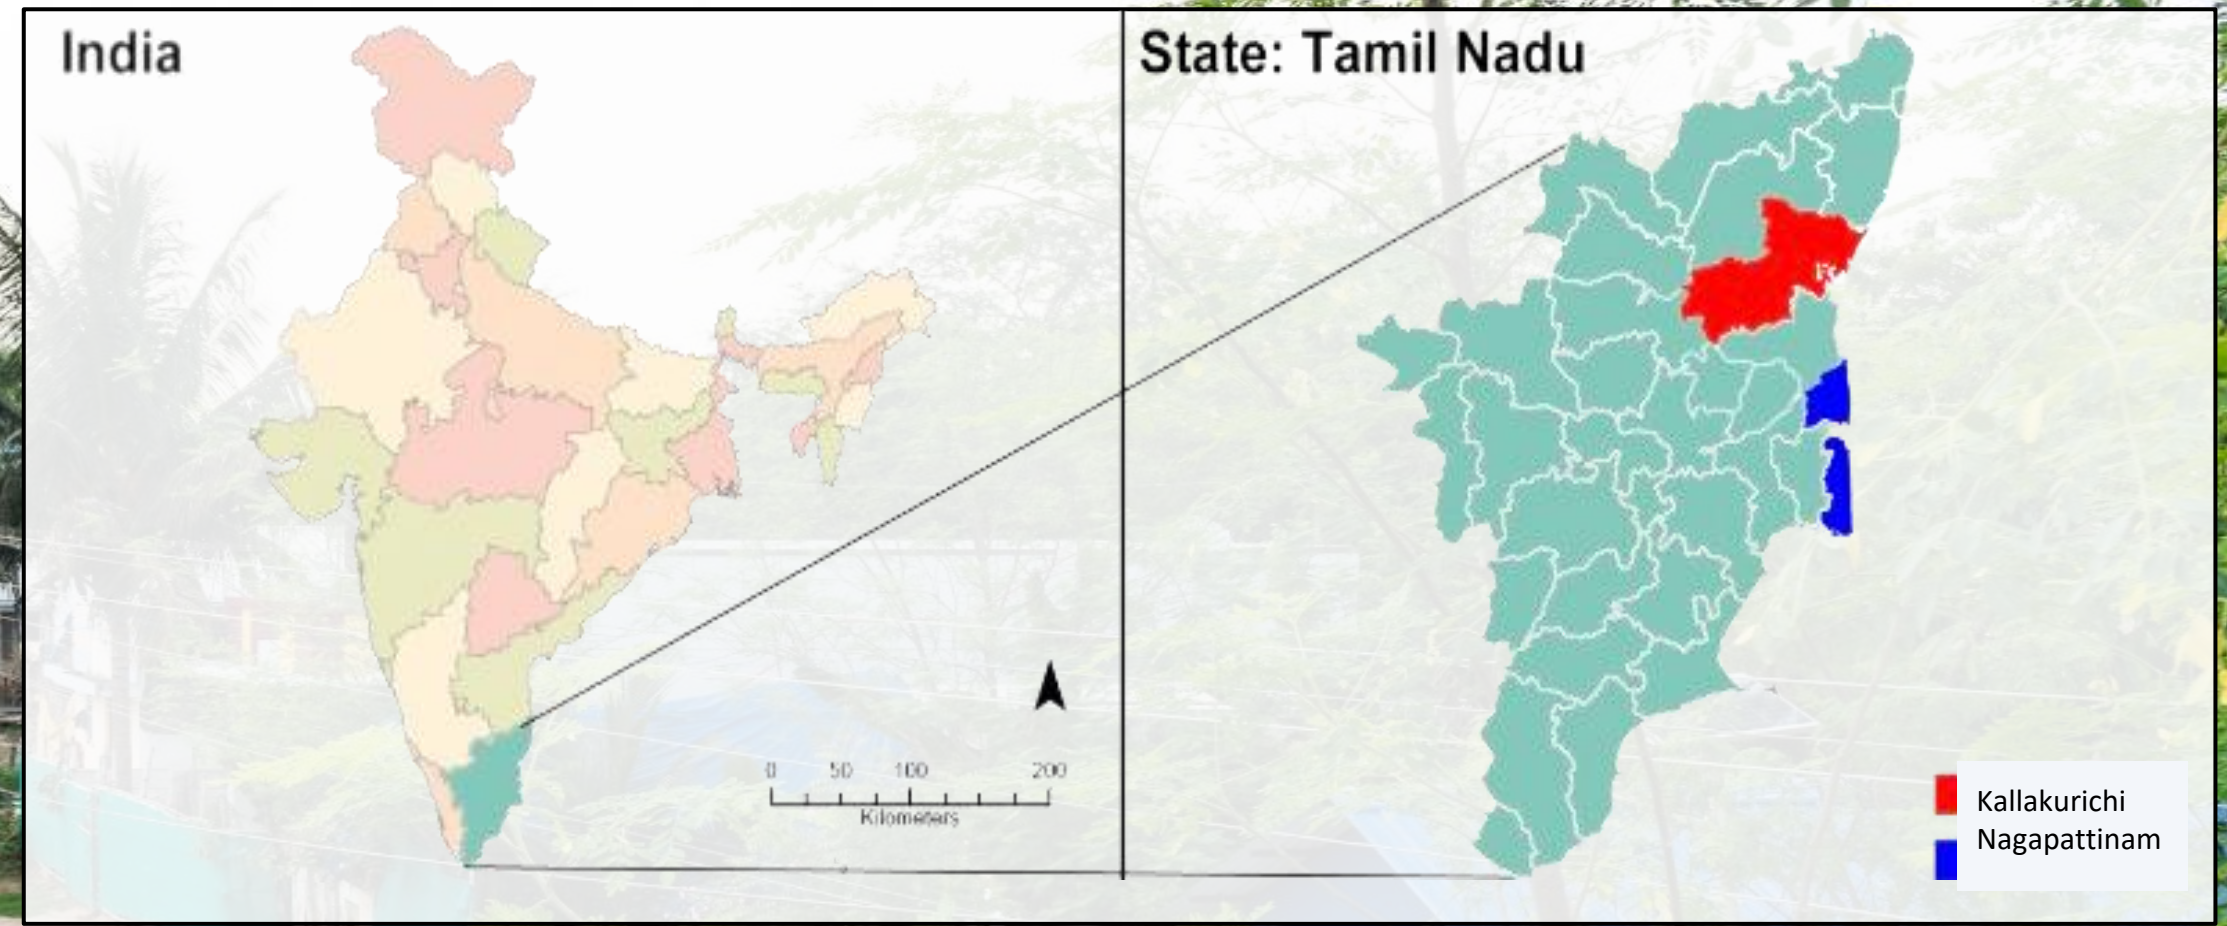 India
State: Tamil Nadu
0 50 100 200
Kilometers
Kallakurichi
Nagapattinam